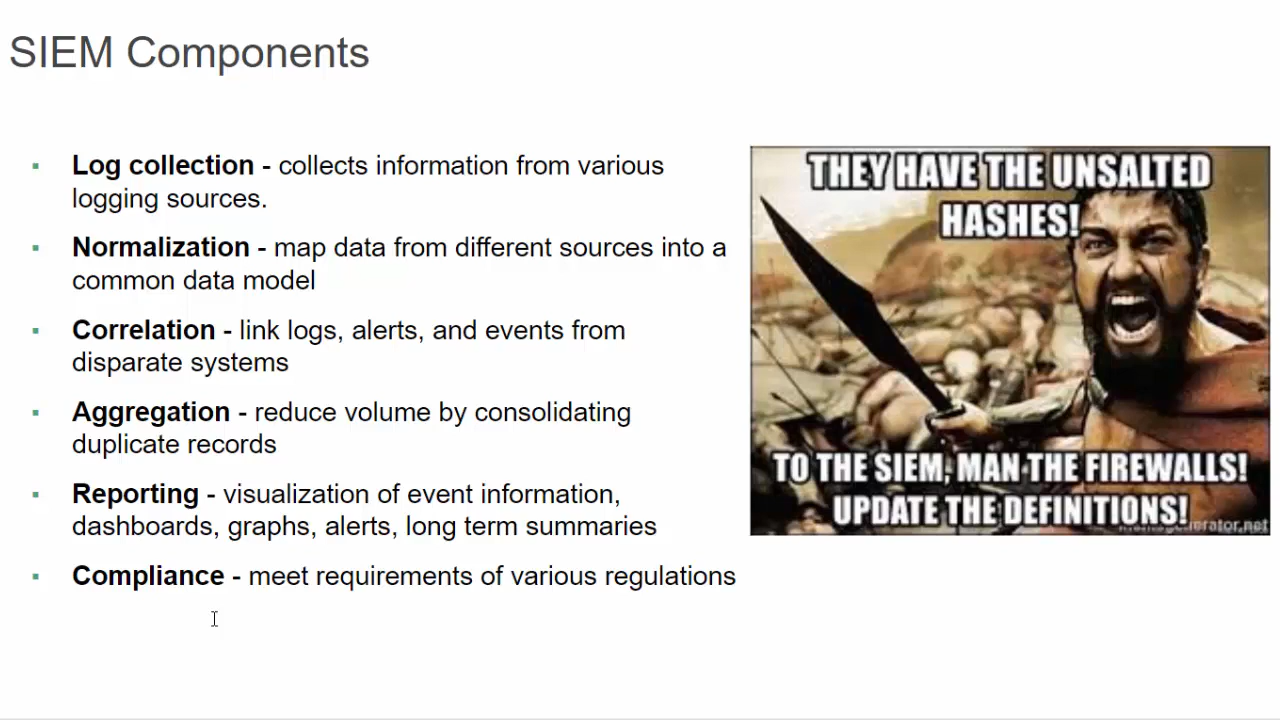 SIEM Components
▪ Log collection - collects information from various
logging sources.
▪ Normalization - map data from different sources into a
common data model
▪ Correlation - link logs, alerts, and events from
disparate systems
▪ Aggregation - reduce volume by consolidating
duplicate records
▪ Reporting - visualization of event information,
dashboards, graphs, alerts, long term summaries
▪ Compliance - meet requirements of various regulations
THEY HAVE THE UNSALTED
HASHES!
TO THE SIEM, MAN THE FIREWALLS!
UPDATE THE DEFINITIONS!